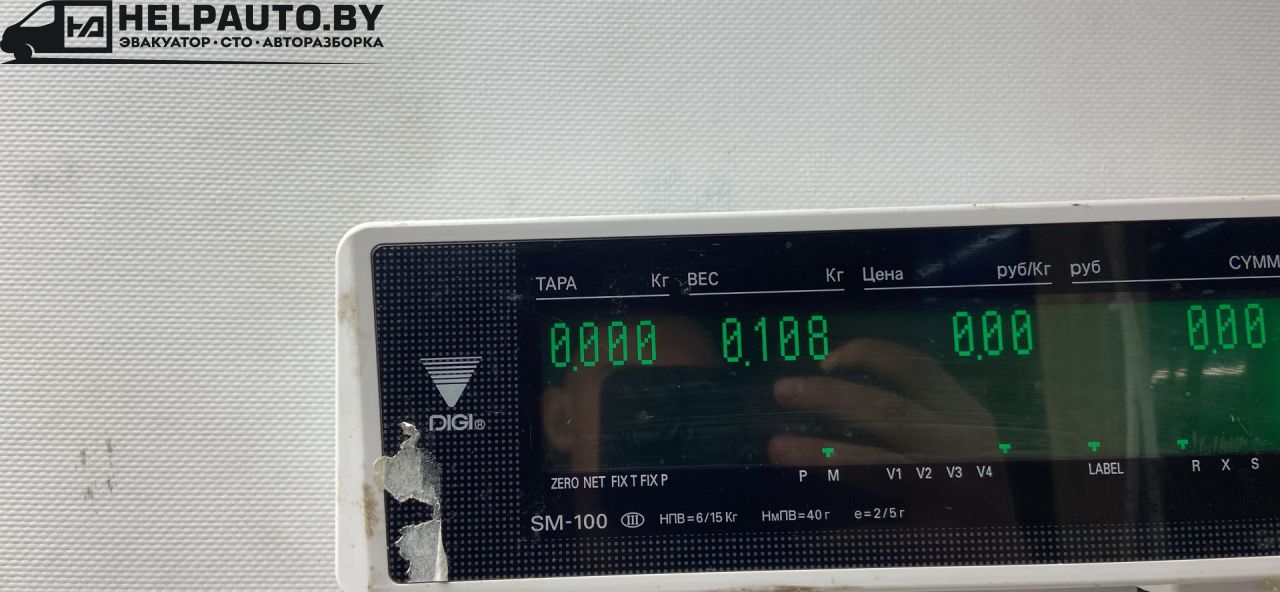 HELPAUTO.BY
ЭВАКУАТОР·СТО·АВТОРАЗБОРКА
ТАРА Кг ВЕС Кг Цена руб/Кг руб СУММ
0.000 0.108 0.00 0.00
DIGI®
ZERO NET FIX T FIX P P M V1 V2 V3 V4 LABEL R X S
SM-100 III НПВ=6/15 Кг НмПВ=40 г e=2/5 г